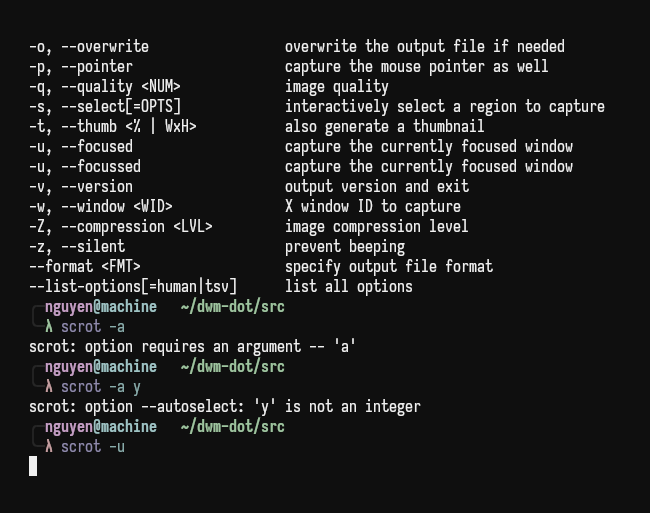 -o, --overwrite                 overwrite the output file if needed
-p, --pointer                   capture the mouse pointer as well
-q, --quality <NUM>             image quality
-s, --select[=OPTS]             interactively select a region to capture
-t, --thumb <% | WxH>           also generate a thumbnail
-u, --focused                   capture the currently focused window
-u, --focussed                  capture the currently focused window
-v, --version                   output version and exit
-w, --window <WID>              X window ID to capture
-Z, --compression <LVL>         image compression level
-z, --silent                    prevent beeping
--format <FMT>                  specify output file format
--list-options[=human|tsv]      list all options
nguyen@machine   ~/dwm-dot/src
λ scrot -a
scrot: option requires an argument -- 'a'
nguyen@machine   ~/dwm-dot/src
λ scrot -a y
scrot: option --autoselect: 'y' is not an integer
nguyen@machine   ~/dwm-dot/src
λ scrot -u